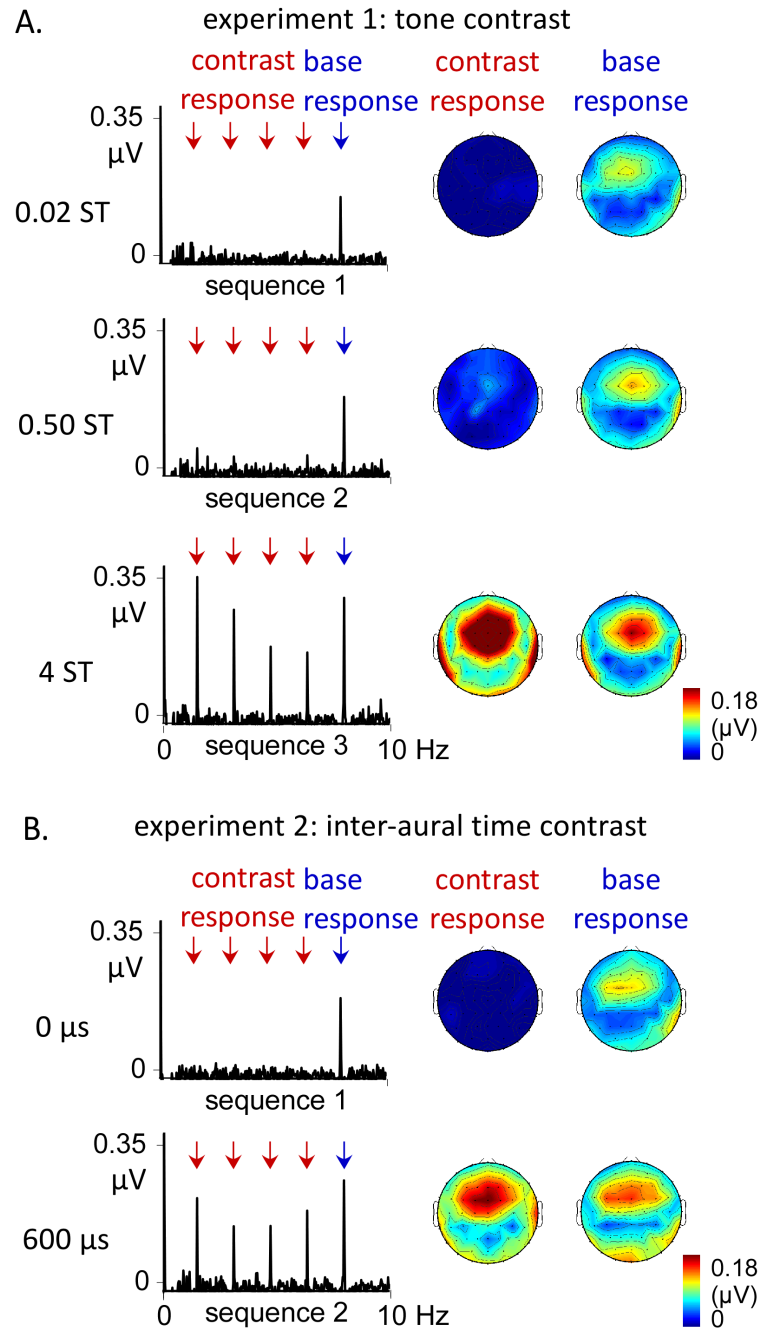 A.
experiment 1: tone contrast
contrast base contrast base
response response response response
0.35
µV
0.02 ST
0
sequence 1
0.35
µV
0.50 ST
0
sequence 2
0.35
µV
4 ST
0
0.18
(µV)
0
sequence 3
0 10 Hz
B.
experiment 2: inter-aural time contrast
contrast base contrast base
response response response response
0.35
µV
0 µs
0
sequence 1
0.35
µV
600 µs
0
0.18
(µV)
0
sequence 2
0 10 Hz